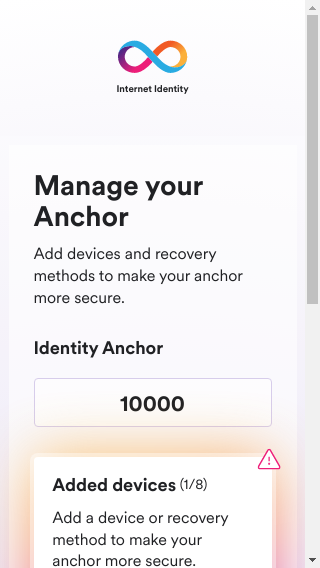 Internet Identity
Manage your
Anchor
Add devices and recovery
methods to make your anchor
more secure.
Identity Anchor
10000
Added devices (1/8)
Add a device or recovery
method to make your
anchor more secure.